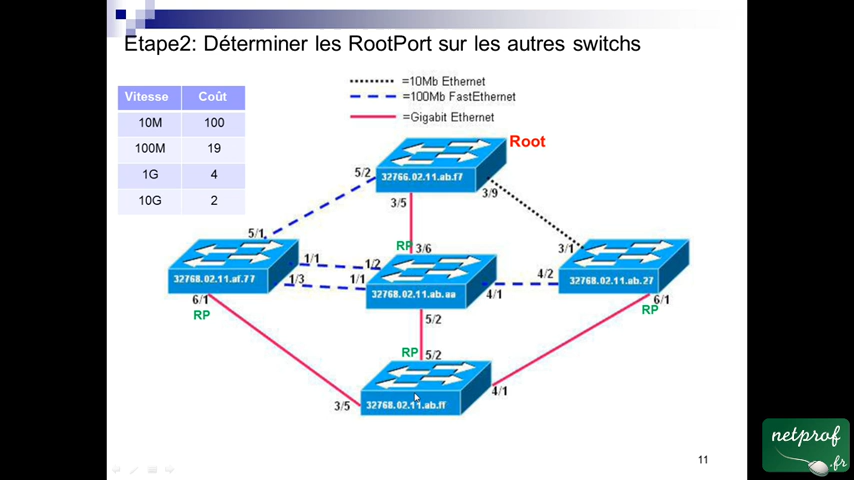 Etape2: Déterminer les RootPort sur les autres switchs
Vitesse Coût
10M 100
100M 19
1G 4
10G 2
=10Mb Ethernet
=100Mb FastEthernet
=Gigabit Ethernet
Root
32766.02.11.ab.f7
5/2
3/9
3/5
5/1
RP 3/6
3/1
1/1
1/2
4/2
32768.02.11.af.77
1/3
1/1
32768.02.11.ab.aa
4/1
32768.02.11.ab.27
6/1
RP
6/1
RP
5/2
RP 5/2
32768.02.11.ab.ff
3/5
4/1
11
netprof
.fr